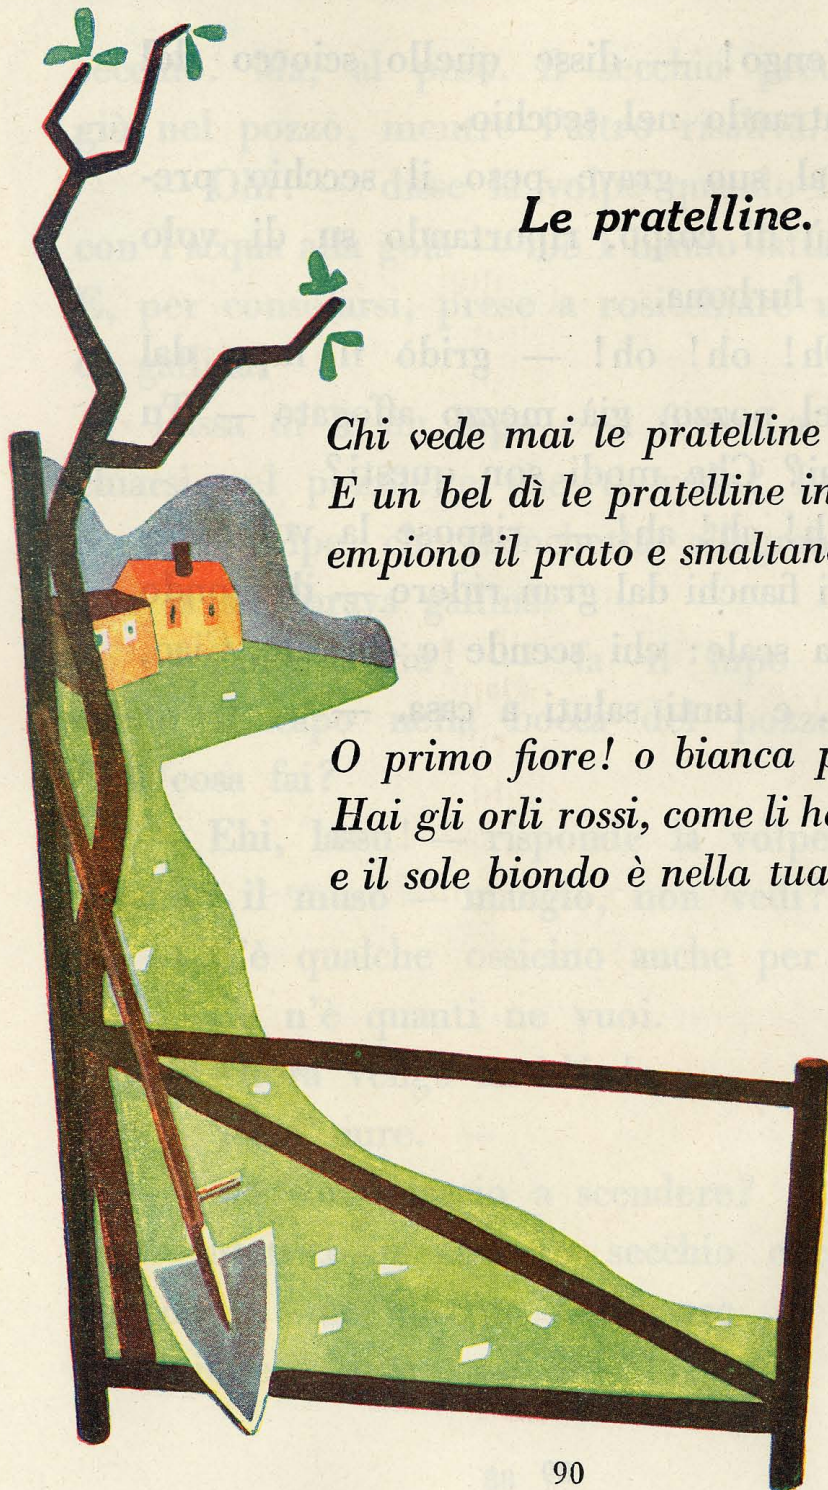 Le pratelline.
Chi vede mai le pratelline
E un bel dì le pratelline in
empiono il prato e smaltano
O primo fiore! o bianca
Hai gli orli rossi, come li
e il sole biondo è nella tua
90